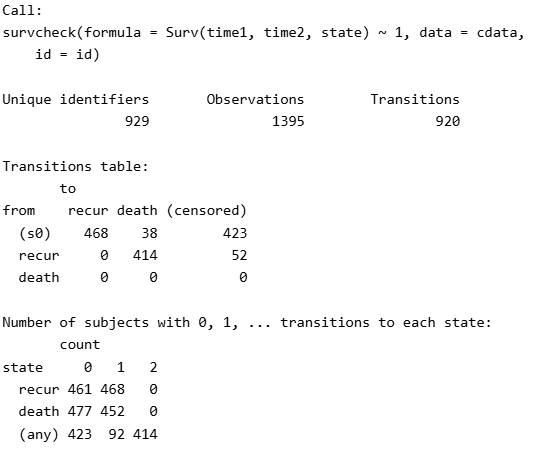 Call:
survcheck(formula = Surv(time1, time2, state) ~ 1, data = cdata,
    id = id)

Unique identifiers       Observations        Transitions
               929               1395                920

Transitions table:
       to
from    recur death (censored)
  (s0)    468    38        423
  recur     0   414         52
  death     0     0          0

Number of subjects with 0, 1, ... transitions to each state:
       count
state     0   1   2
  recur 461 468   0
  death 477 452   0
  (any) 423  92 414